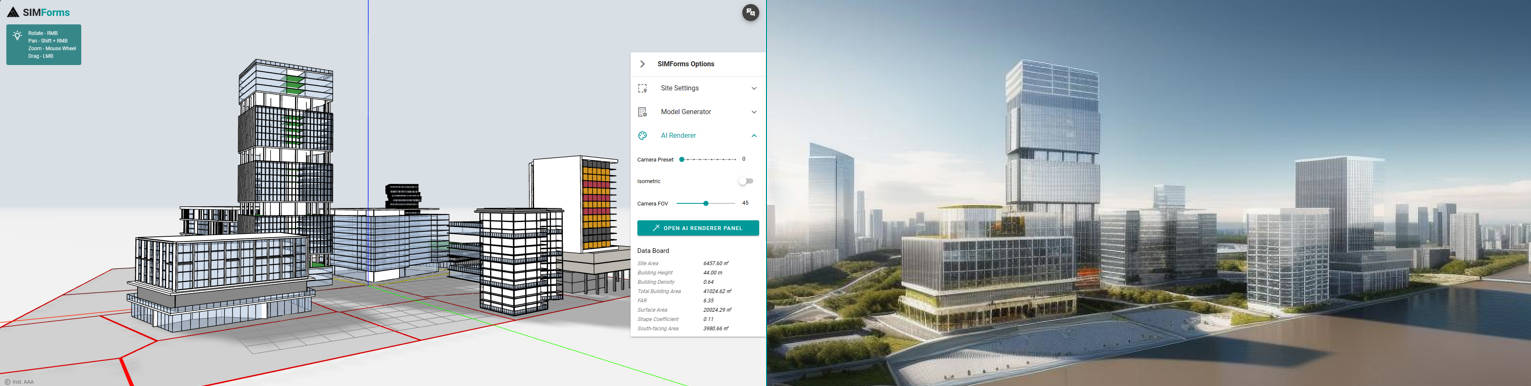 SIMForms
Rotate - RMB
Pan - Shift + RMB
Zoom - Mouse Wheel
Drag - LMB
SIMForms Options
Site Settings
Model Generator
AI Renderer
Camera Preset 0
Isometric
Camera FOV 45
OPEN AI RENDERER PANEL
Data Board
Site Area 6457.60 ㎡
Building Height 44.00 m
Building Density 0.64
Total Building Area 41024.62 ㎡
FAR 6.35
Surface Area 20024.29 ㎡
Shape Coefficient 0.11
South-facing Area 3980.66 ㎡
Inst. AAA